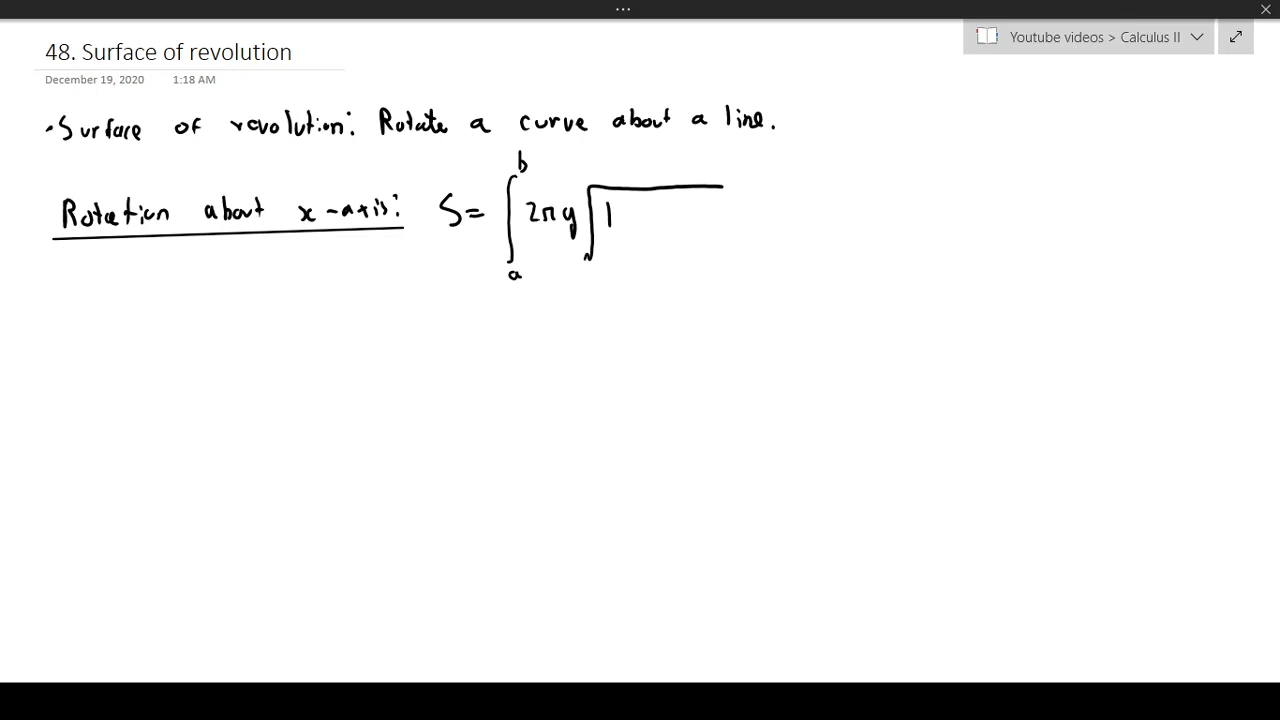 ...
Youtube videos > Calculus II
48. Surface of revolution
December 19, 2020 1:18 AM
• Surface of revolution: Rotate a curve about a line.
Rotation about x-axis: S = ∫_a^b 2πy√1